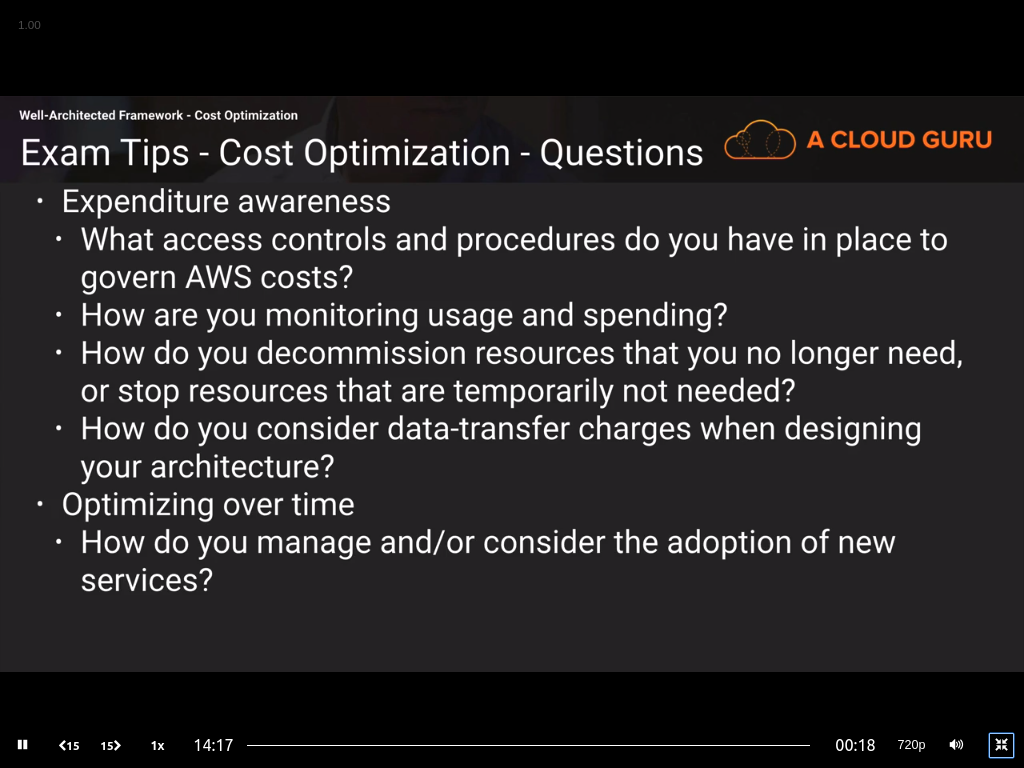 1.00
Well-Architected Framework - Cost Optimization
Exam Tips - Cost Optimization - Questions
A CLOUD GURU
• Expenditure awareness
• What access controls and procedures do you have in place to
govern AWS costs?
• How are you monitoring usage and spending?
• How do you decommission resources that you no longer need,
or stop resources that are temporarily not needed?
• How do you consider data-transfer charges when designing
your architecture?
• Optimizing over time
• How do you manage and/or consider the adoption of new
services?
15 15 1x 14:17 00:18 720p